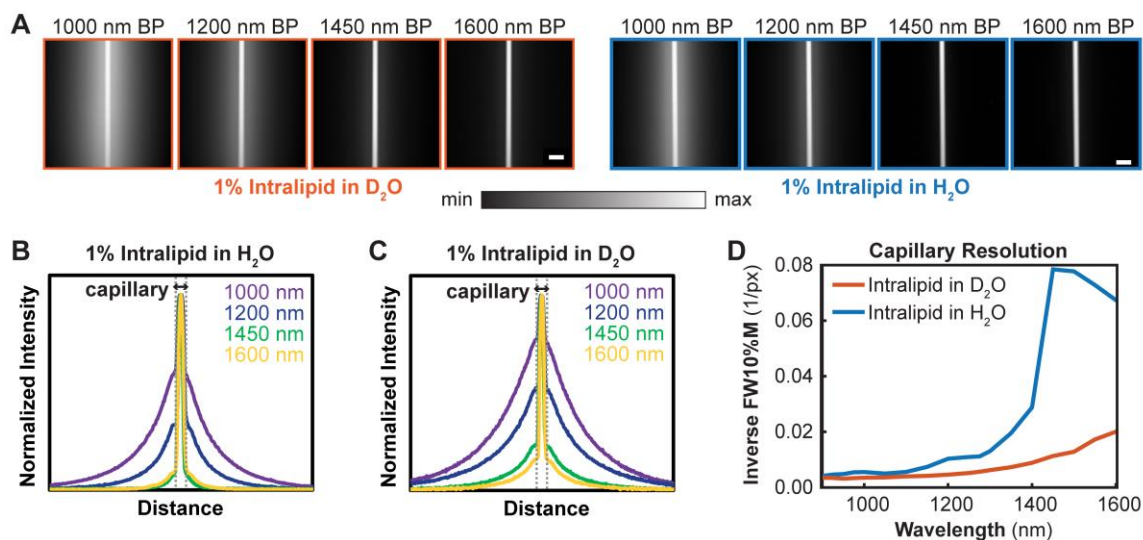 A
1000 nm BP 1200 nm BP 1450 nm BP 1600 nm BP
1000 nm BP 1200 nm BP 1450 nm BP 1600 nm BP
1% Intralipid in D₂O
min max
1% Intralipid in H₂O
B
1% Intralipid in H₂O
capillary
1000 nm
1200 nm
1450 nm
1600 nm
Normalized Intensity
Distance
C
1% Intralipid in D₂O
capillary
1000 nm
1200 nm
1450 nm
1600 nm
Normalized Intensity
Distance
D
Capillary Resolution
Intralipid in D₂O
Intralipid in H₂O
Inverse FW10%M (1/px)
0.08
0.06
0.04
0.02
0.00
1000 1200 1400 1600
Wavelength (nm)